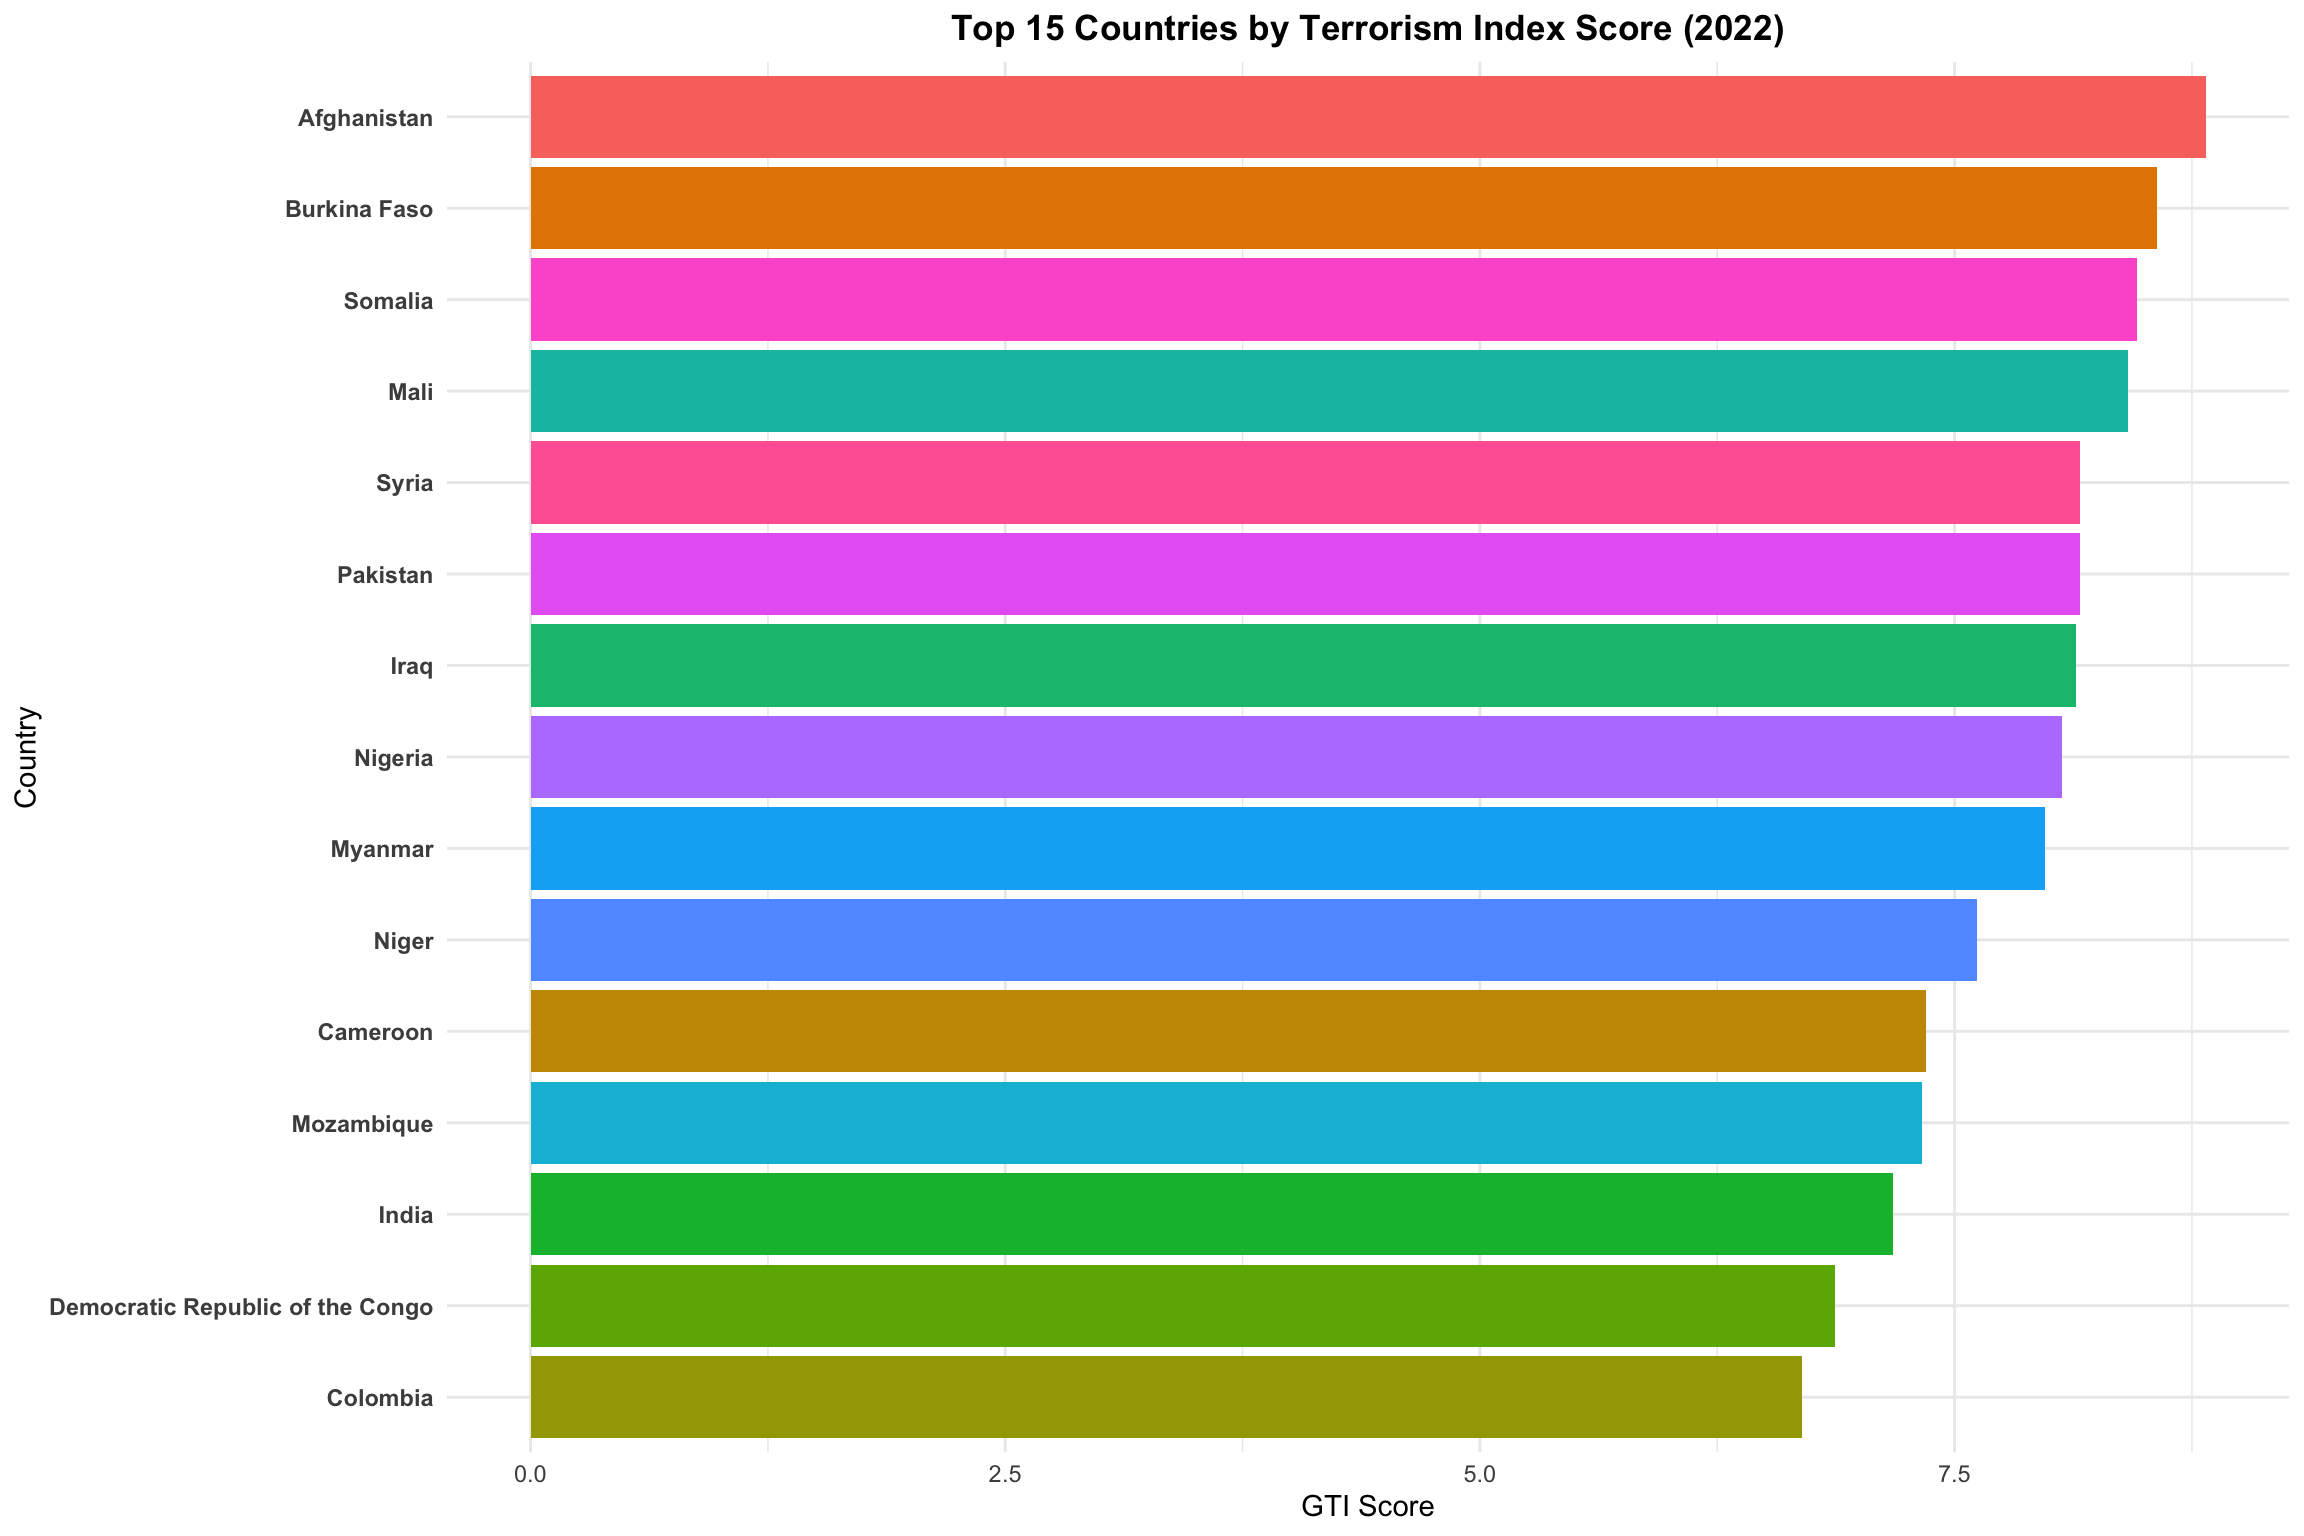 Top 15 Countries by Terrorism Index Score (2022)
Country
Afghanistan
Burkina Faso
Somalia
Mali
Syria
Pakistan
Iraq
Nigeria
Myanmar
Niger
Cameroon
Mozambique
India
Democratic Republic of the Congo
Colombia
0.0 2.5 5.0 7.5
GTI Score